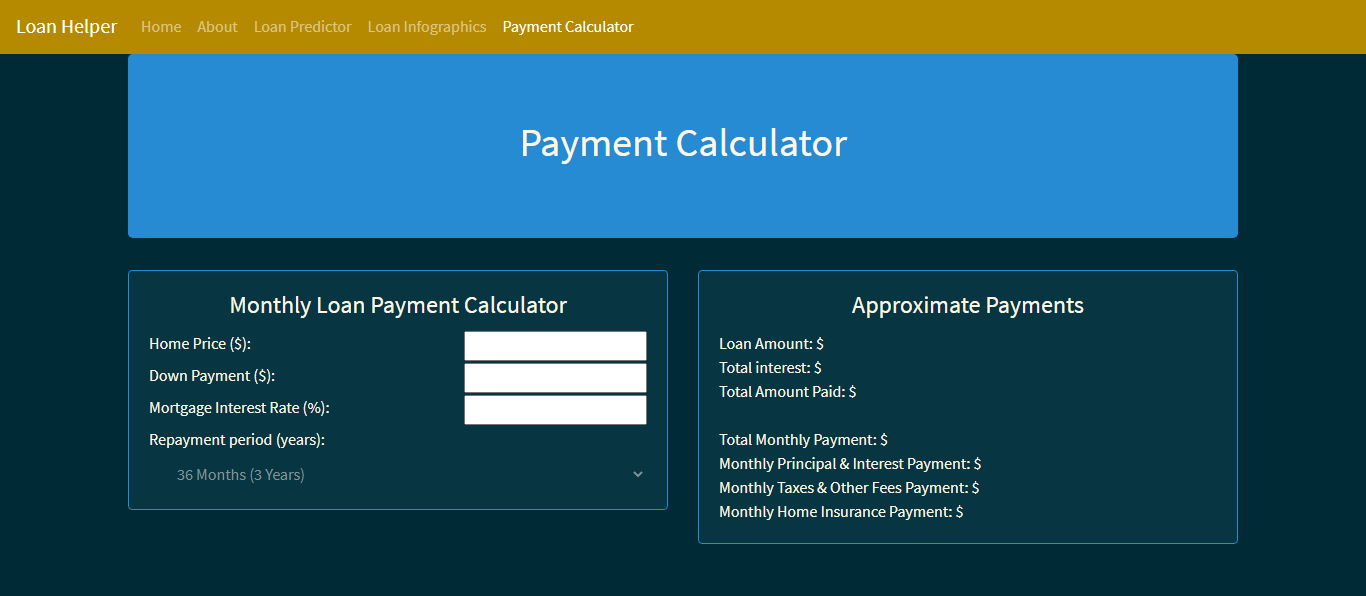 Loan Helper Home About Loan Predictor Loan Infographics Payment Calculator
Payment Calculator
Monthly Loan Payment Calculator
Home Price ($):
Down Payment ($):
Mortgage Interest Rate (%):
Repayment period (years):
36 Months (3 Years)
Approximate Payments
Loan Amount: $
Total interest: $
Total Amount Paid: $
Total Monthly Payment: $
Monthly Principal & Interest Payment: $
Monthly Taxes & Other Fees Payment: $
Monthly Home Insurance Payment: $